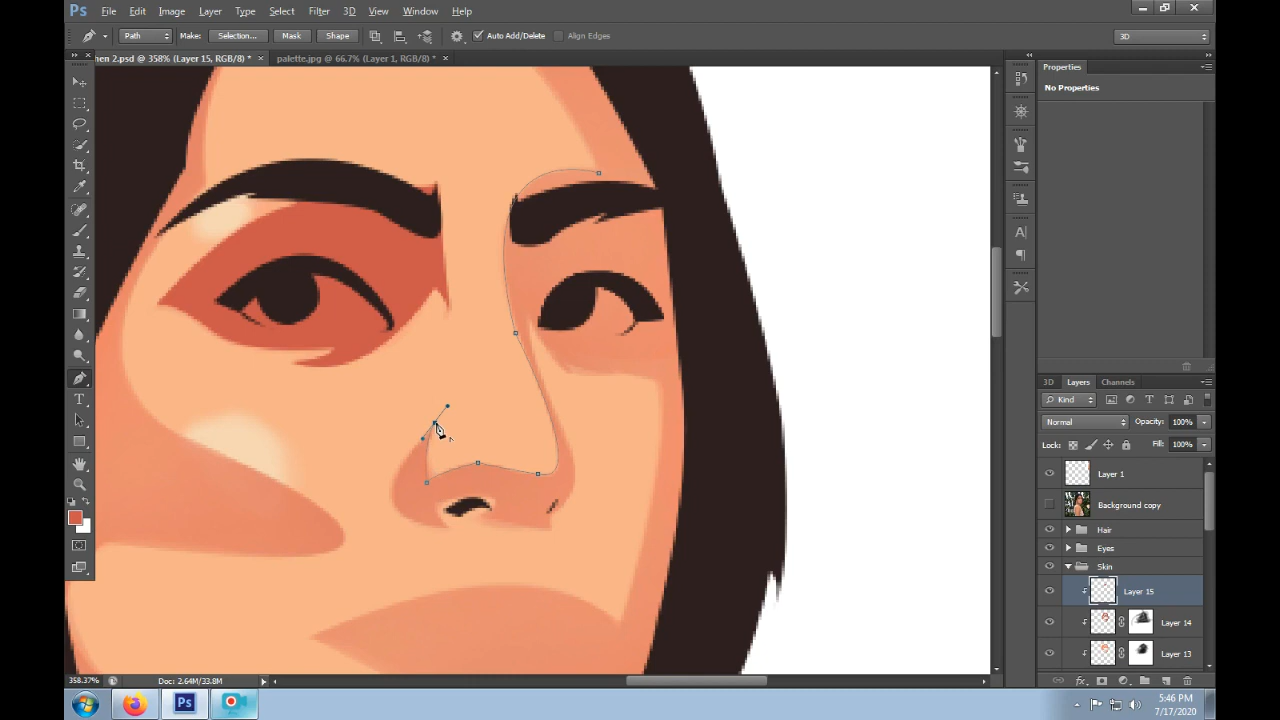 Ps File Edit Image Layer Type Select Filter 3D View Window Help
Path Make: Selection... Mask Shape Auto Add/Delete Align Edges 3D
hen 2.psd @ 358% (Layer 15, RGB/8) * × palette.jpg @ 66.7% (Layer 1, RGB/8) * ×
Properties
No Properties
3D Layers Channels
Kind
Normal Opacity: 100%
Lock: Fill: 100%
Layer 1
Background copy
Hair
Eyes
Skin
Layer 15
Layer 14
Layer 13
358.37% Doc: 2.64M/33.8M
Ps
5:46 PM
7/17/2020